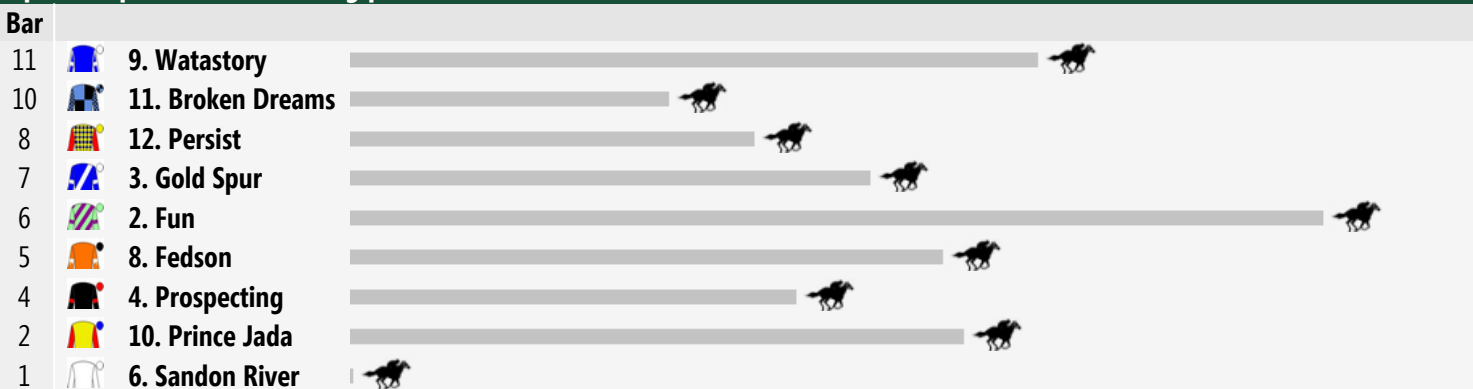 Bar
11 9. Watastory
10 11. Broken Dreams
8 12. Persist
7 3. Gold Spur
6 2. Fun
5 8. Fedson
4 4. Prospecting
2 10. Prince Jada
1 6. Sandon River